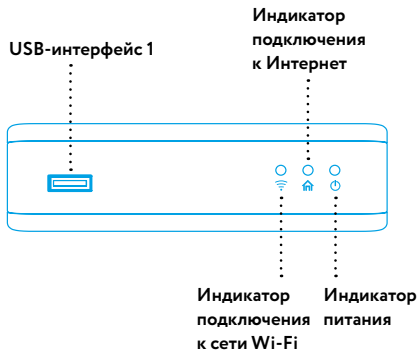 Индикатор
подключения
к Интернет
USB-интерфейс 1
Индикатор
подключения
к сети Wi-Fi
Индикатор
питания